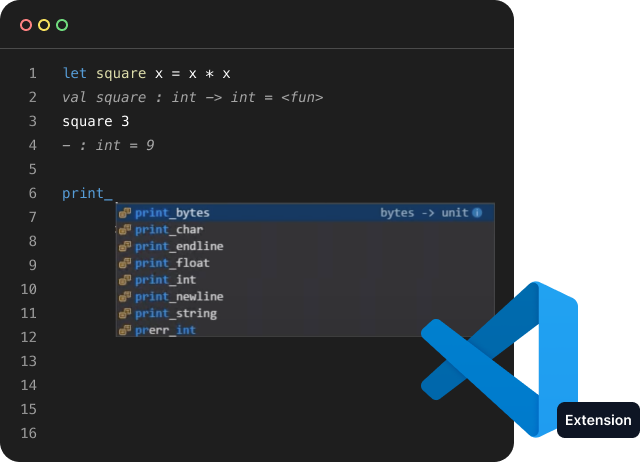 1 let square x = x * x
2 val square : int -> int = <fun>
3 square 3
4 - : int = 9
5
6 print_
print_bytes bytes -> unit
7 print_char
8 print_endline
9 print_float
print_int
10 print_newline
11 print_string
12 prerr_int
13
14
15
16
Extension